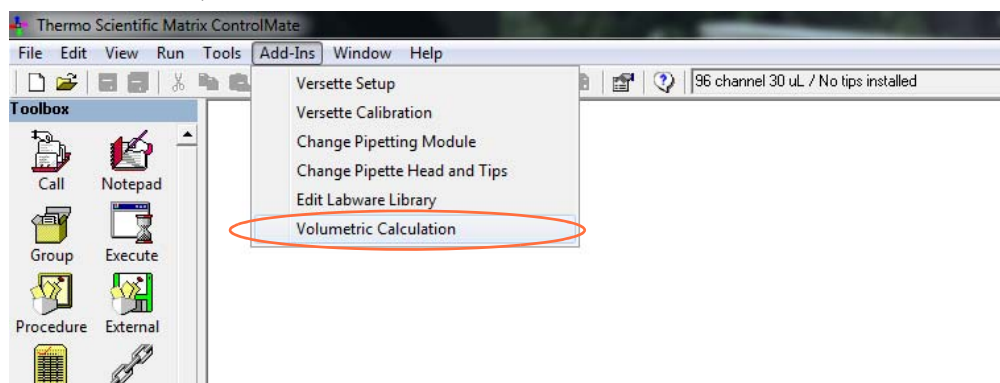 Thermo Scientific Matrix ControlMate
File Edit View Run Tools Add-Ins Window Help
96 channel 30 uL / No tips installed
Toolbox
Versette Setup
Versette Calibration
Change Pipetting Module
Change Pipette Head and Tips
Edit Labware Library
Volumetric Calculation
Call Notepad
Group Execute
Procedure External